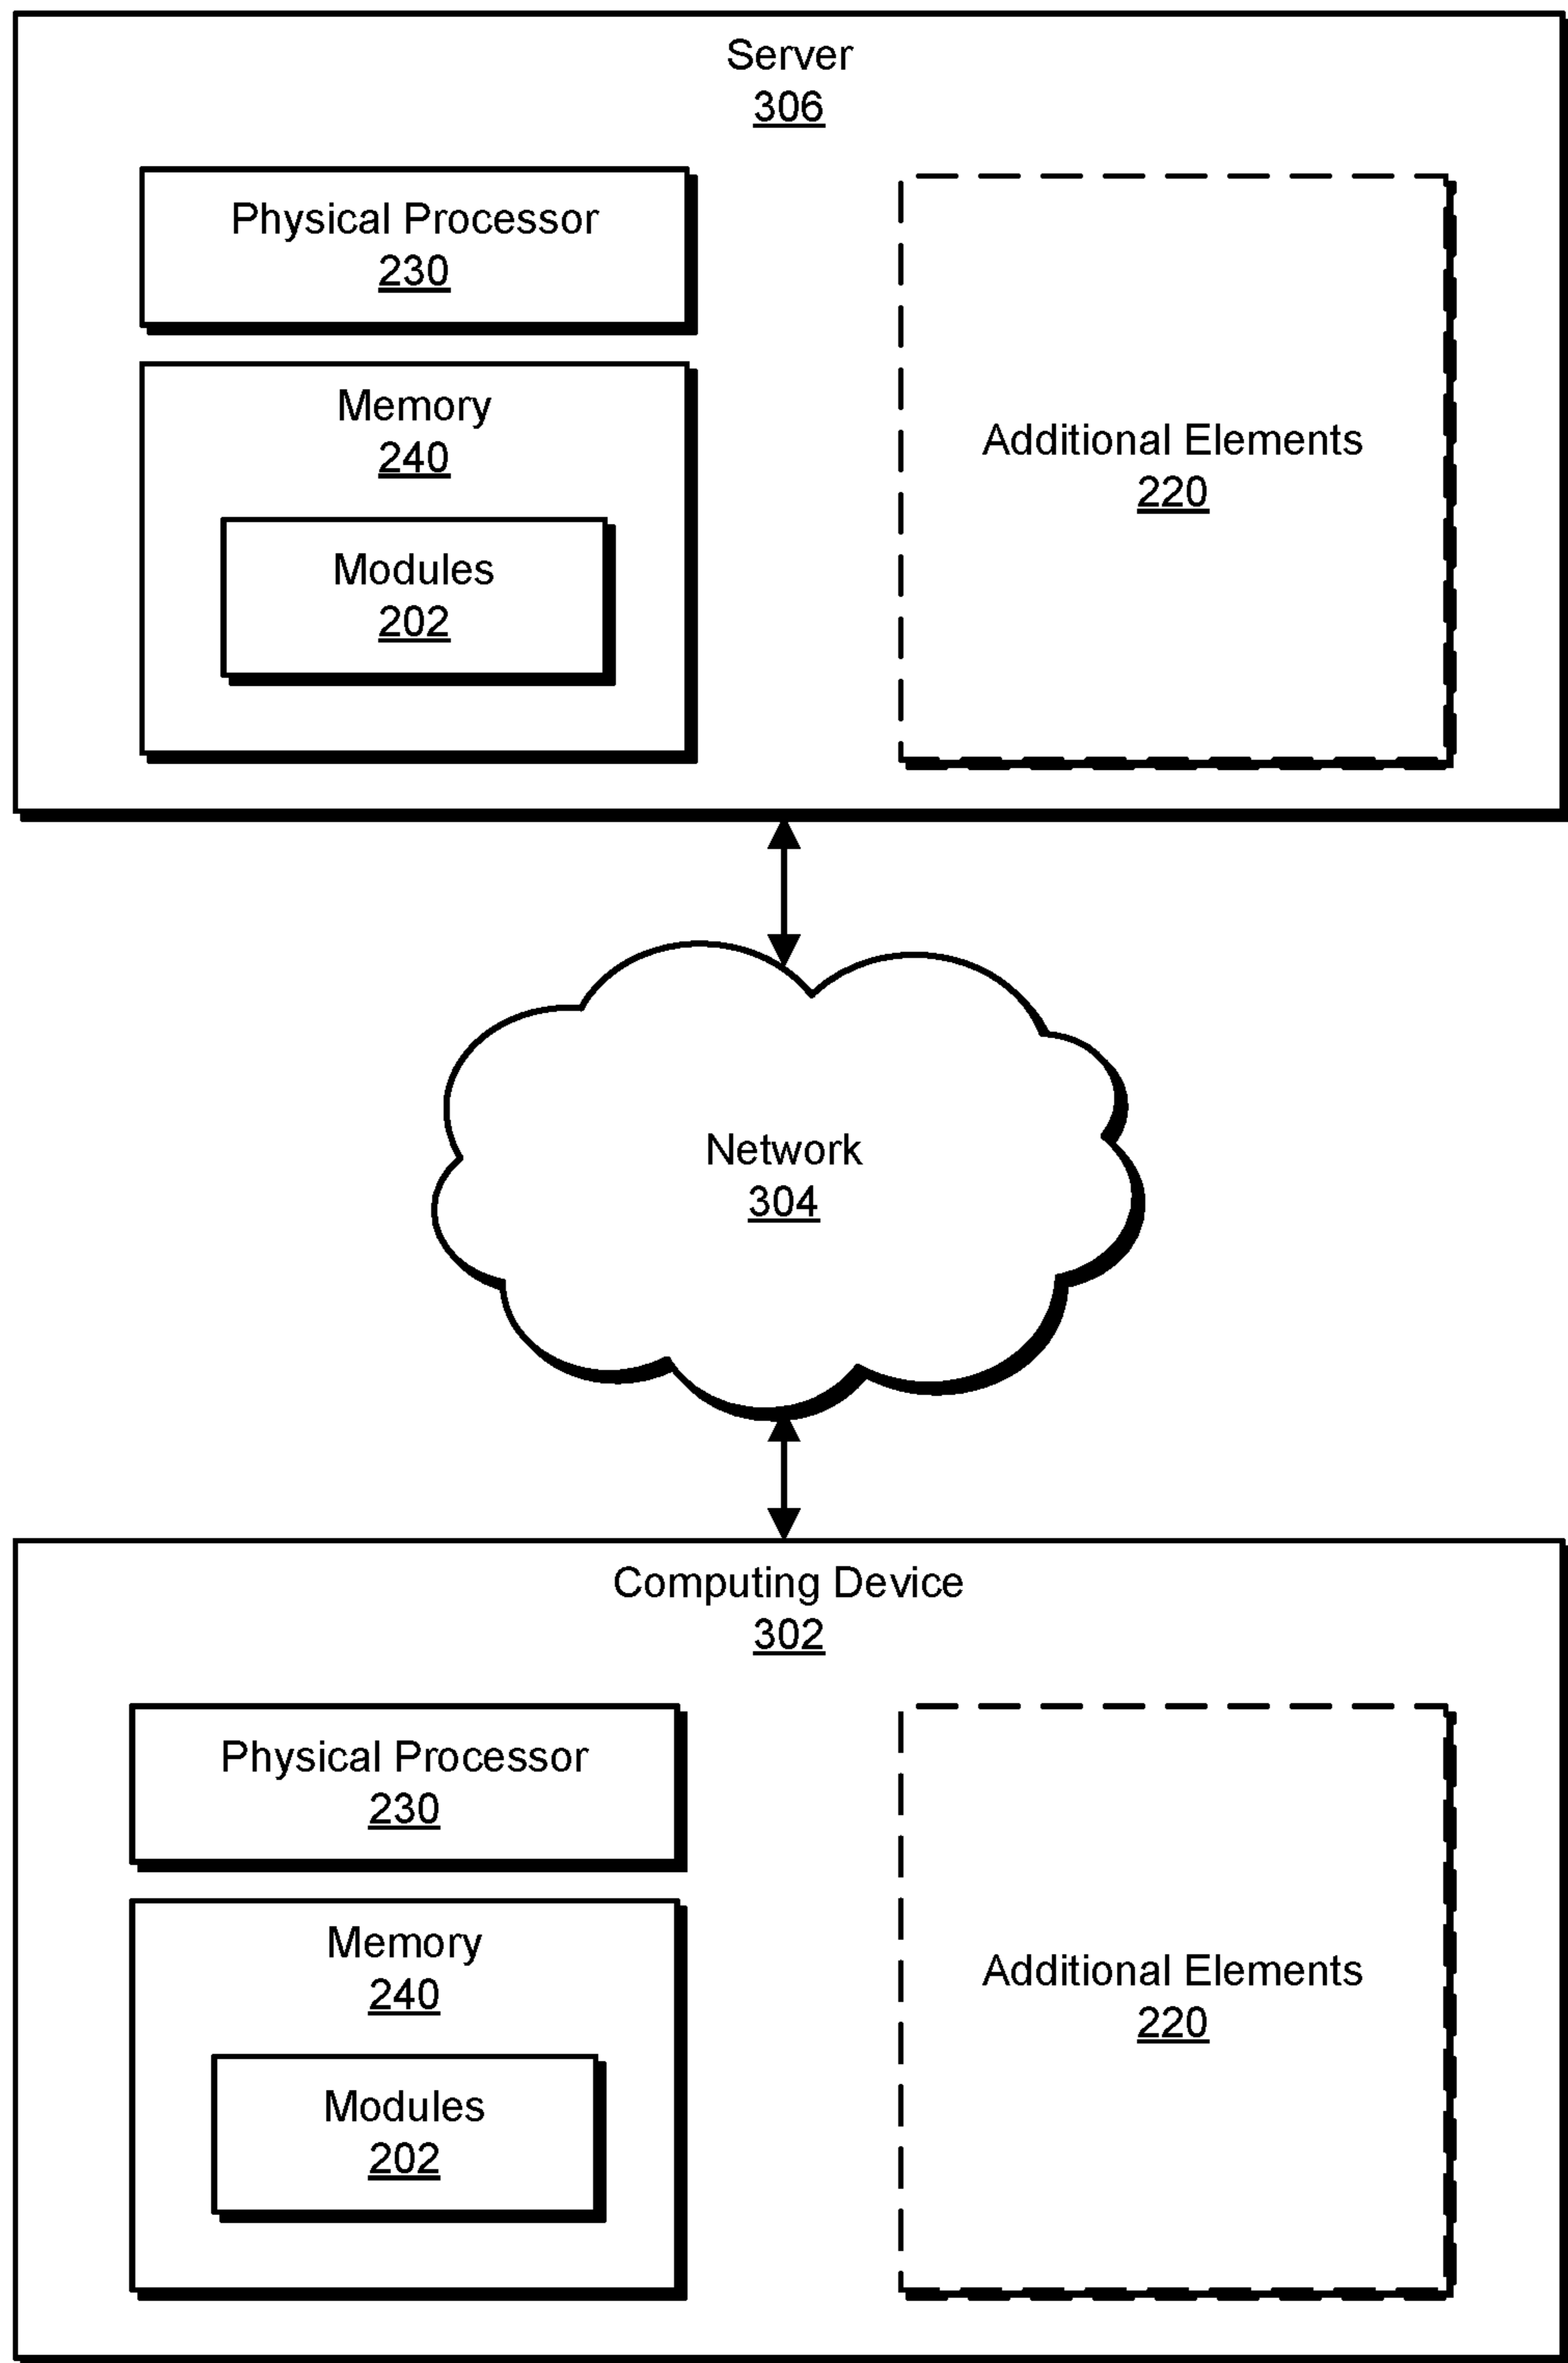 Server
306
Physical Processor
230
Memory
240
Modules
202
Additional Elements
220
Network
304
Computing Device
302
Physical Processor
230
Memory
240
Modules
202
Additional Elements
220